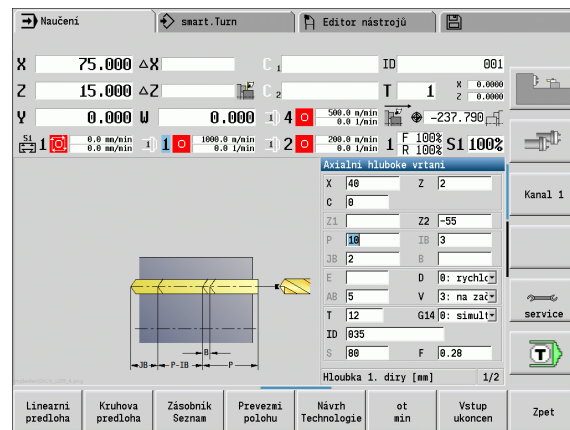 Naučení
smart.Turn
Editor nástrojů
X 75.000 ΔX C 1 ID 001
Z 15.000 ΔZ C 2 T 1 X 0.0000
Z 0.0000
Y 0.000 U 0.000 4 500.0 m/min
0.0 1/min -237.790
S1 1 0.0 mm/min
0.0 mm/min 1 1000.0 m/min
0.0 1/min 2 200.0 m/min
0.0 1/min 1 F 100%
R 100% S1 100%
Axialni hluboke vrtani
X 40 Z 2
C 0
Z1 Z2 -55
P 10 IB 3
JB 2 B
E D 0: rychlc
AB 5 V 3: na zač
T 12 G14 0: simult
ID 035
S 80 F 0.28
Hloubka 1. diry [mm] 1/2
B
JB P-IB P
Kanal 1
service
T
Linearni
predloha
Kruhova
predloha
Zásobník
Seznam
Prevezmi
polohu
Návrh
Technologie
ot
min
Vstup
ukoncen
Zpet